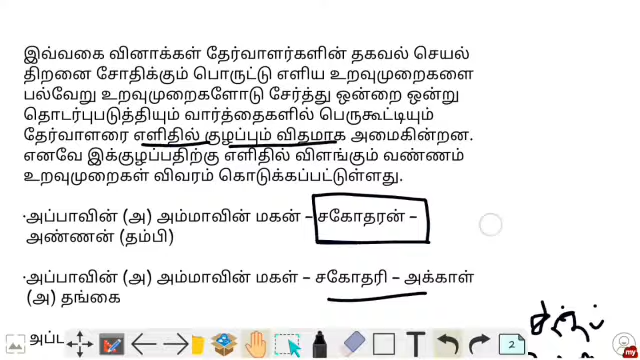 இவ்வகை வினாக்கள் தேர்வாளர்களின் தகவல் செயல்
திறனை சோதிக்கும் பொருட்டு எளிய உறவுமுறைகளை
பல்வேறு உறவுமுறைகளோடு சேர்த்து ஒன்றை ஒன்று
தொடர்புபடுத்தியும் வார்த்தைகளில் பெருகூட்டியும்
தேர்வாளரை எளிதில் குழப்பும் விதமாக அமைகின்றன.
எனவே இக்குழப்பதிற்கு எளிதில் விளங்கும் வண்ணம்
உறவுமுறைகள் விவரம் கொடுக்கப்பட்டுள்ளது.
·அப்பாவின் (அ) அம்மாவின் மகன் – சகோதரன் –
அண்ணன் (தம்பி)
·அப்பாவின் (அ) அம்மாவின் மகள் – சகோதரி – அக்காள்
(அ) தங்கை
T
2
my